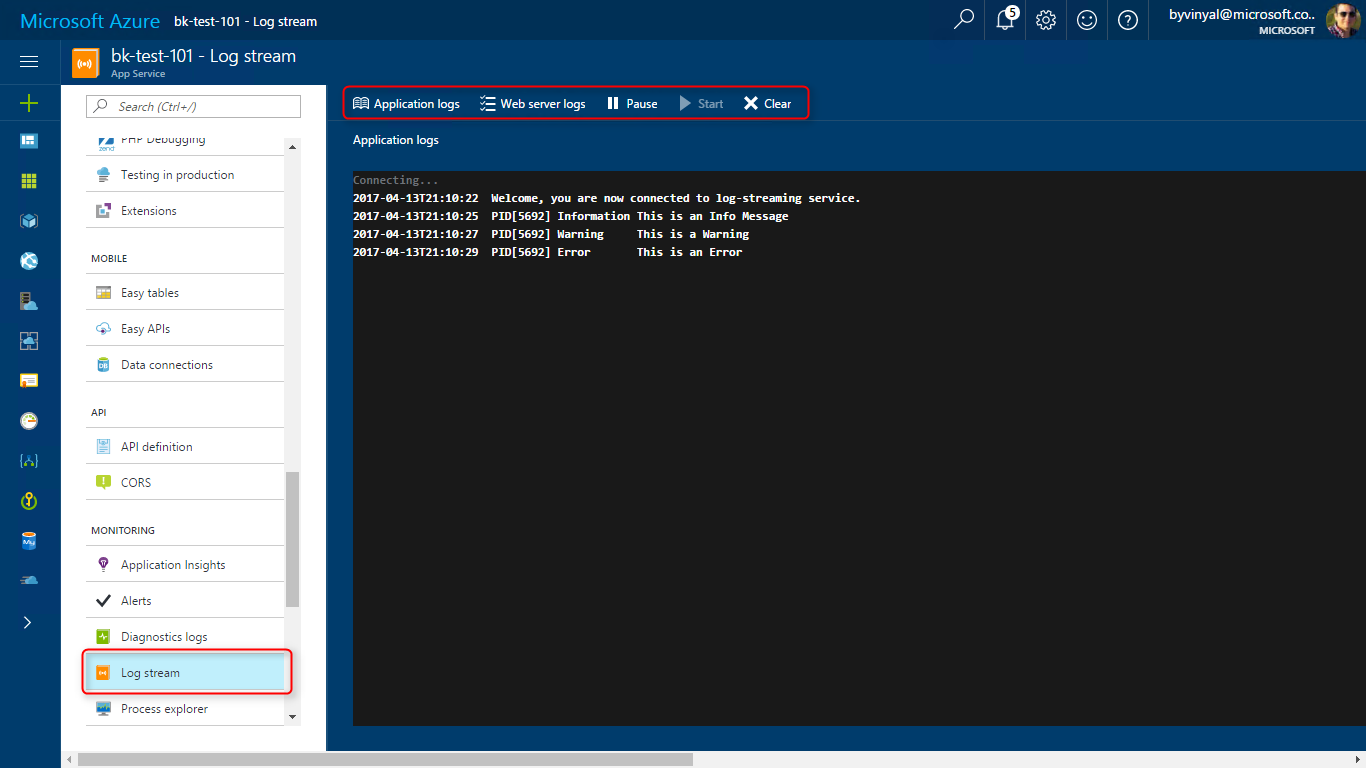 Microsoft Azure bk-test-101 - Log stream
5
byvinyal@microsoft.co..
MICROSOFT
bk-test-101 - Log stream
App Service
Search (Ctrl+/)
PHP Debugging
Testing in production
Extensions
MOBILE
Easy tables
Easy APIs
Data connections
API
API definition
CORS
MONITORING
Application Insights
Alerts
Diagnostics logs
Log stream
Process explorer
Application logs Web server logs Pause Start Clear
Application logs
Connecting...
2017-04-13T21:10:22 Welcome, you are now connected to log-streaming service.
2017-04-13T21:10:25 PID[5692] Information This is an Info Message
2017-04-13T21:10:27 PID[5692] Warning This is a Warning
2017-04-13T21:10:29 PID[5692] Error This is an Error